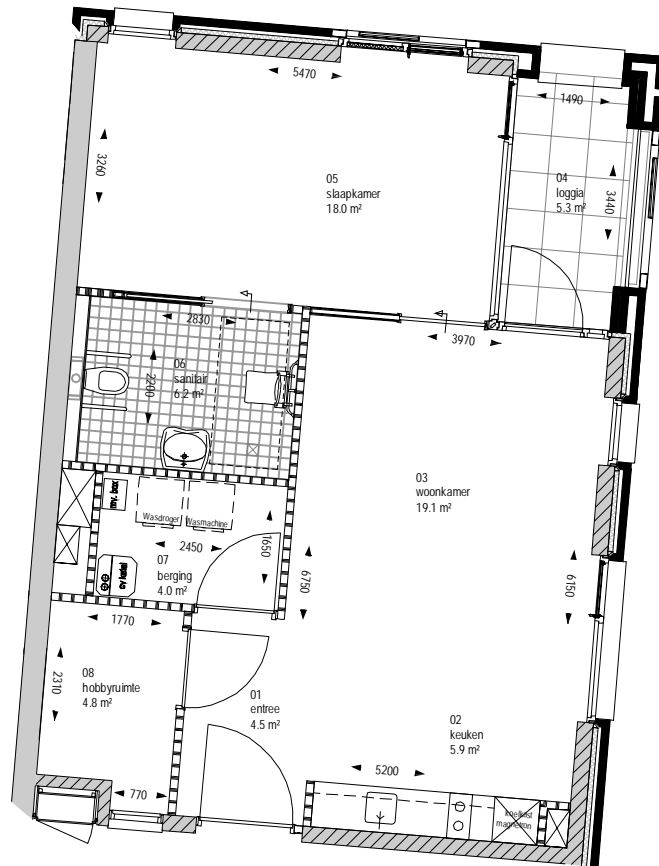 5470
1490
3260
05
slaapkamer
18.0 m²
04
loggia
5.3 m²
3440
2830
3970
06
sanitair
6.2 m²
2200
03
woonkamer
19.1 m²
mv. box
Wasdroger
Wasmachine
2450
1650
07
berging
4.0 m²
cv ketel
6750
6150
1770
2310
08
hobbyruimte
4.8 m²
01
entree
4.5 m²
02
keuken
5.9 m²
770
5200
koelkast
magnetron